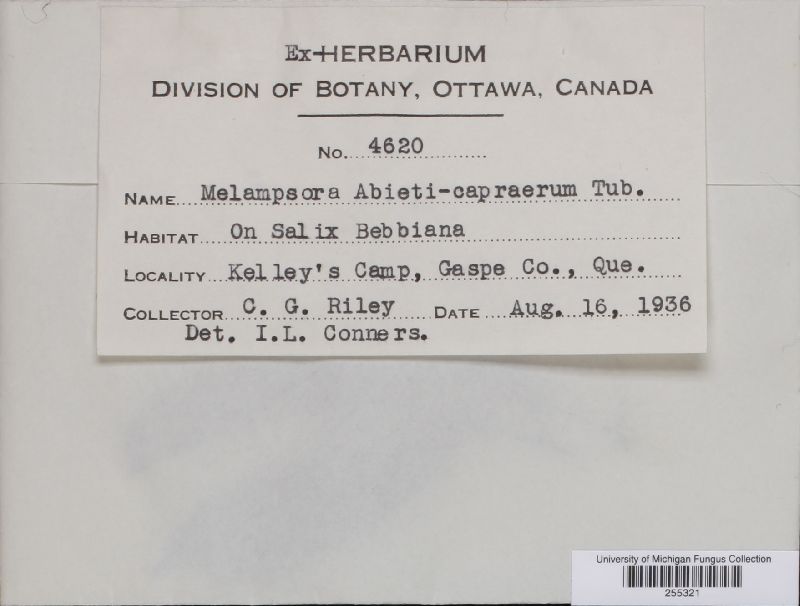 Ex-HERBARIUM
DIVISION OF BOTANY, OTTAWA, CANADA
No. 4620
NAME Melampsora Abieti-capraerum Tub.
HABITAT On Salix Bebbiana
LOCALITY Kelley's Camp, Gaspe Co., Que.
COLLECTOR C. G. Riley DATE Aug. 16, 1936
Det. I.L. Conners.
University of Michigan Fungus Collection
255321